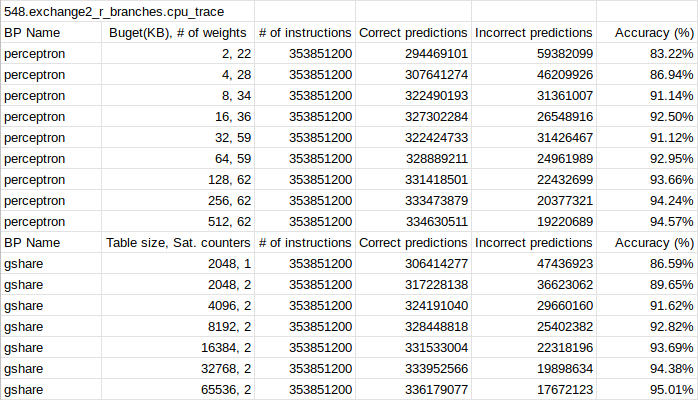 548.exchange2_r_branches.cpu_trace
BP Name Buget(KB), # of weights # of instructions Correct predictions Incorrect predictions Accuracy (%)
perceptron 2, 22 353851200 294469101 59382099 83.22%
perceptron 4, 28 353851200 307641274 46209926 86.94%
perceptron 8, 34 353851200 322490193 31361007 91.14%
perceptron 16, 36 353851200 327302284 26548916 92.50%
perceptron 32, 59 353851200 322424733 31426467 91.12%
perceptron 64, 59 353851200 328889211 24961989 92.95%
perceptron 128, 62 353851200 331418501 22432699 93.66%
perceptron 256, 62 353851200 333473879 20377321 94.24%
perceptron 512, 62 353851200 334630511 19220689 94.57%
BP Name Table size, Sat. counters # of instructions Correct predictions Incorrect predictions Accuracy (%)
gshare 2048, 1 353851200 306414277 47436923 86.59%
gshare 2048, 2 353851200 317228138 36623062 89.65%
gshare 4096, 2 353851200 324191040 29660160 91.62%
gshare 8192, 2 353851200 328448818 25402382 92.82%
gshare 16384, 2 353851200 331533004 22318196 93.69%
gshare 32768, 2 353851200 333952566 19898634 94.38%
gshare 65536, 2 353851200 336179077 17672123 95.01%